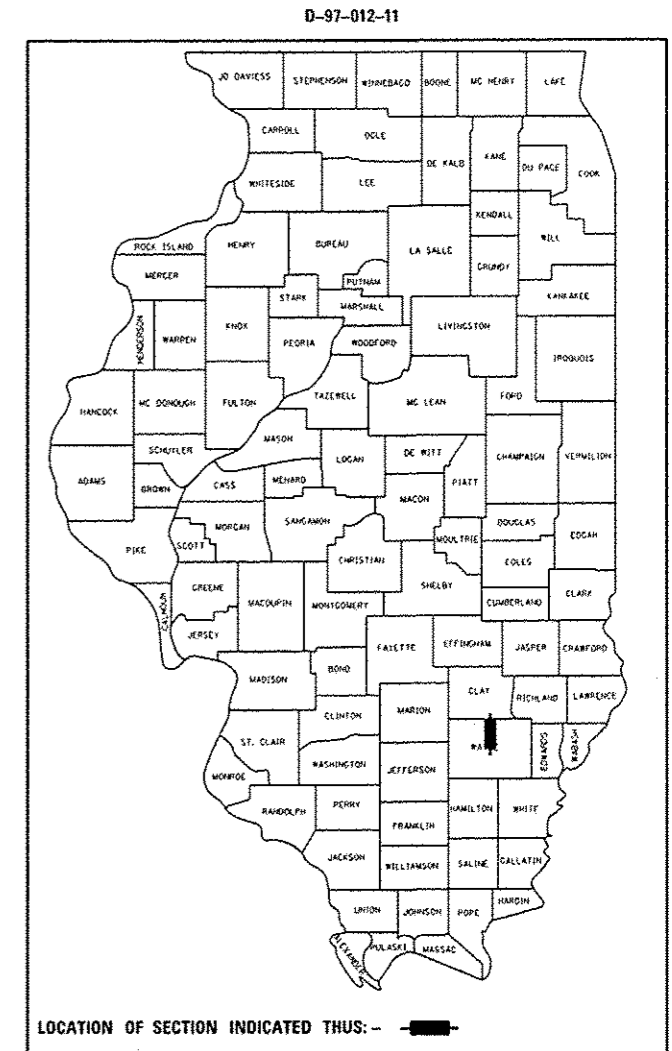 D-97-012-11
JO DAVIESS STEPHENSON WINNEBAGO BOONE MC HENRY LAKE
CARROLL OGLE DE KALB KANE DU PAGE COOK
WHITESIDE LEE
KENDALL WILL
ROCK ISLAND HENRY BUREAU LA SALLE GRUNDY
MERCER PUTNAM KANKAKEE
STARK MARSHALL LIVINGSTON
HENDERSON WARREN KNOX PEORIA WOODFORD IROQUOIS
HANCOCK MC DONOUGH FULTON TAZEWELL MC LEAN FORD
MASON
SCHUYLER LOGAN DE WITT CHAMPAIGN VERMILION
ADAMS BROWN CASS MENARD PIATT
MACON
MORGAN SANGAMON DOUGLAS EDGAR
PIKE SCOTT CHRISTIAN MOULTRIE COLES
GREENE SHELBY CLARK
CALHOUN MACOUPIN MONTGOMERY CUMBERLAND
JERSEY FAYETTE EFFINGHAM JASPER CRAWFORD
MADISON BOND
CLAY RICHLAND LAWRENCE
CLINTON MARION
ST. CLAIR WA EDWARDS WABASH
WASHINGTON JEFFERSON
MONROE
RANDOLPH PERRY HAMILTON WHITE
FRANKLIN
JACKSON WILLIAMSON SALINE GALLATIN
UNION JOHNSON POPE HARDIN
ALEXANDER PULASKI MASSAC
LOCATION OF SECTION INDICATED THUS: -